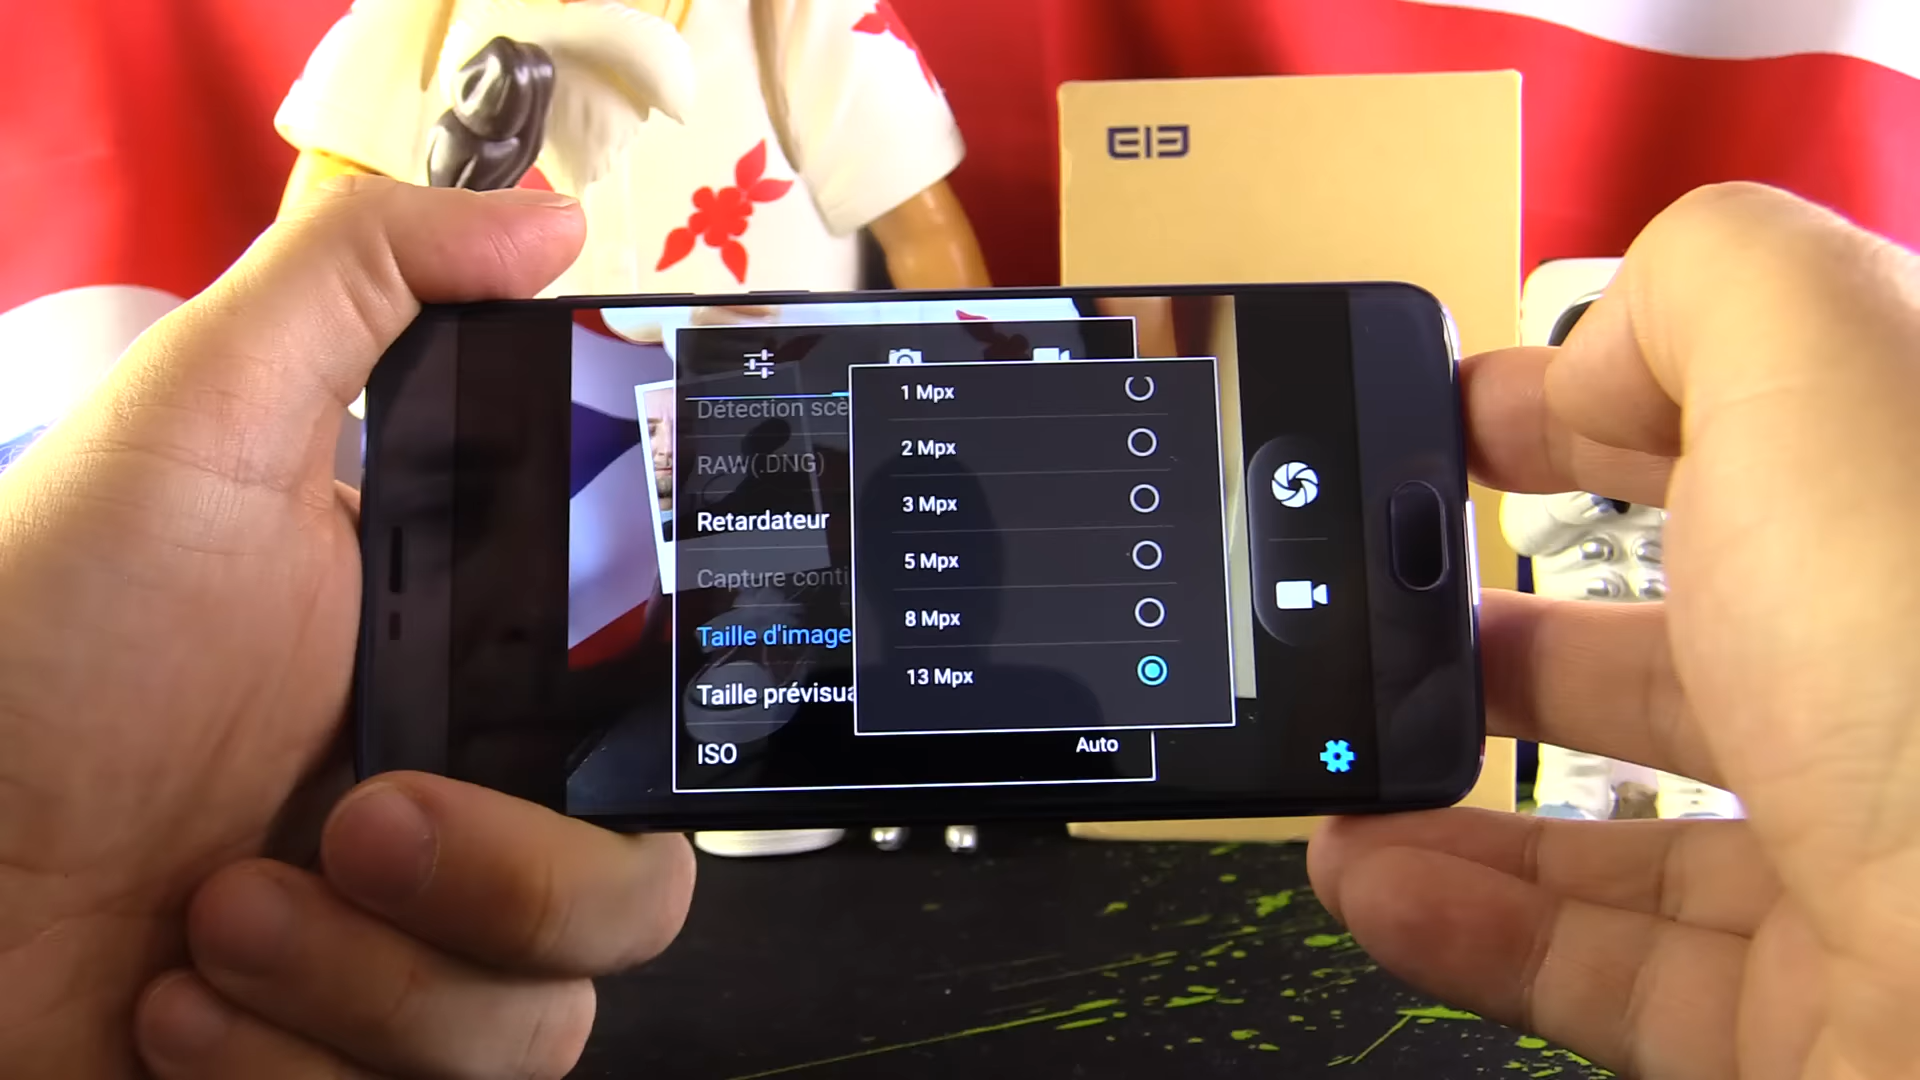 ELE
Détection scè
RAW(.DNG)
Retardateur
Capture conti
Taille d'image
Taille prévisua
ISO
Auto
1 Mpx
2 Mpx
3 Mpx
5 Mpx
8 Mpx
13 Mpx